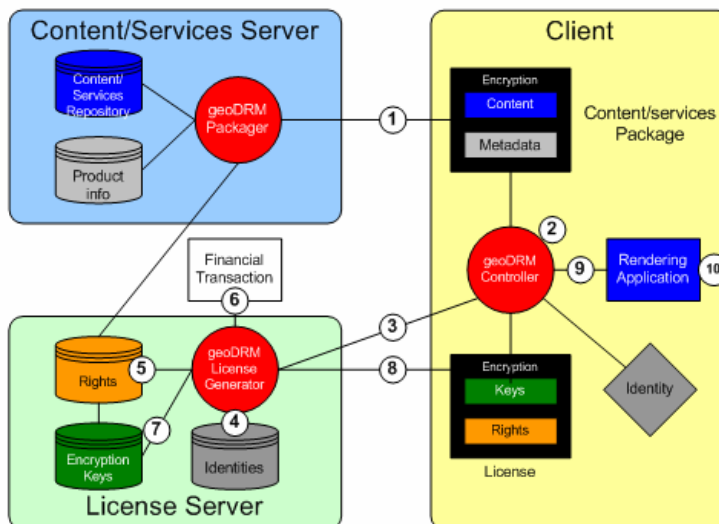 Content/Services Server
Content/
Services
Repository
geoDRM
Packager
Product
info
1
Client
Encryption
Content
Metadata
Content/services
Package
2
geoDRM
Controller
9
Rendering
Application
10
Financial
Transaction
6
3
8
Rights
5
geoDRM
License
Generator
7
4
Encryption
Keys
Identities
License Server
Encryption
Keys
Rights
License
Identity